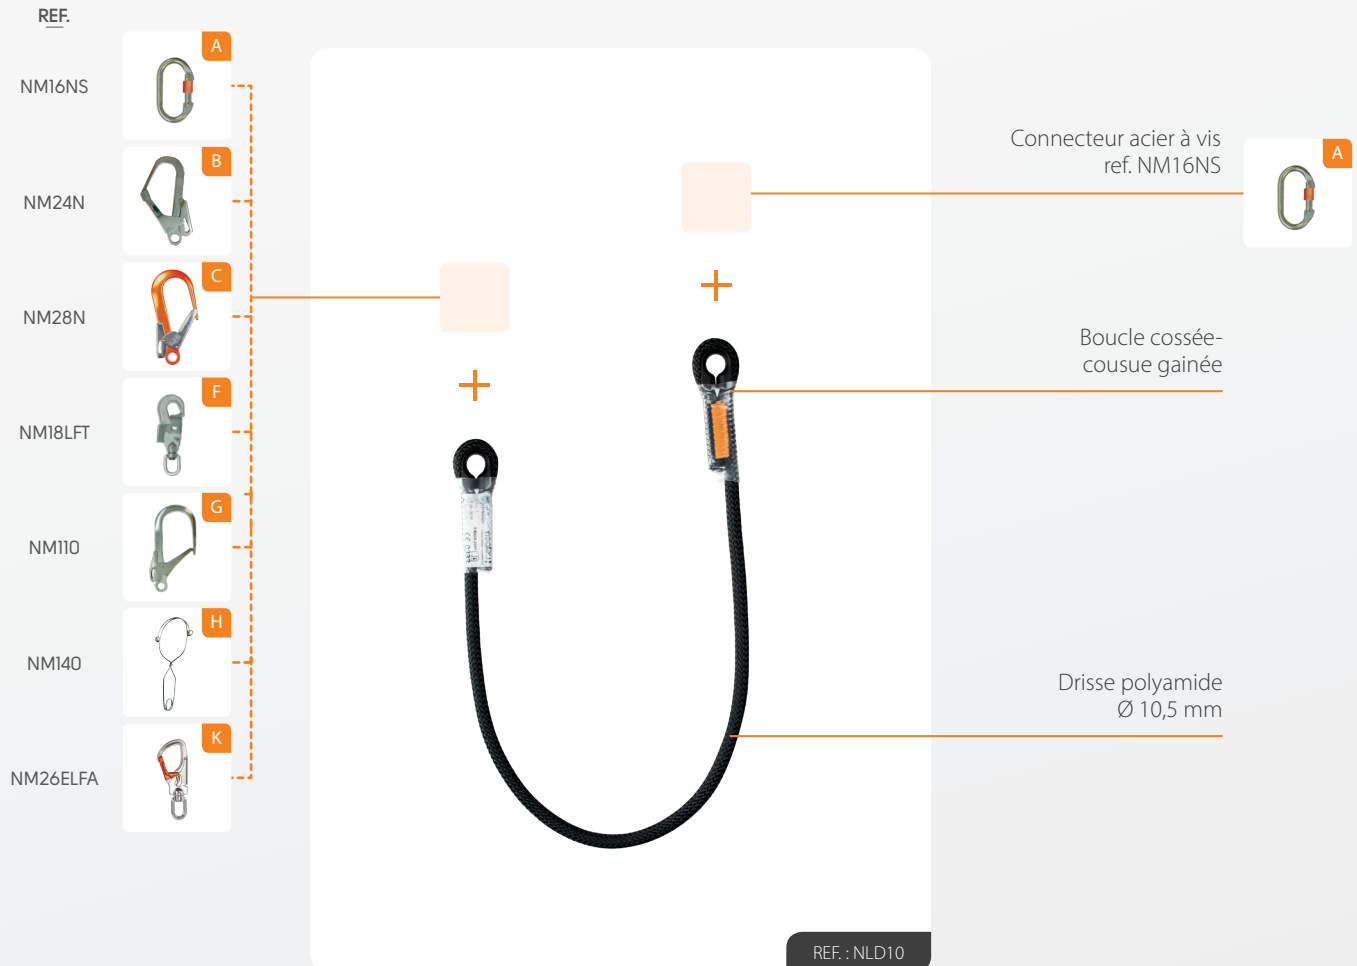 REF.
NM16NS
A
NM24N
B
NM28N
C
NM18LFT
F
NM110
G
NM140
H
NM26ELFA
K
Connecteur acier à vis
ref. NM16NS
A
Boucle cossée-
cousue gainée
Drisse polyamide
Ø 10,5 mm
REF. : NLD10